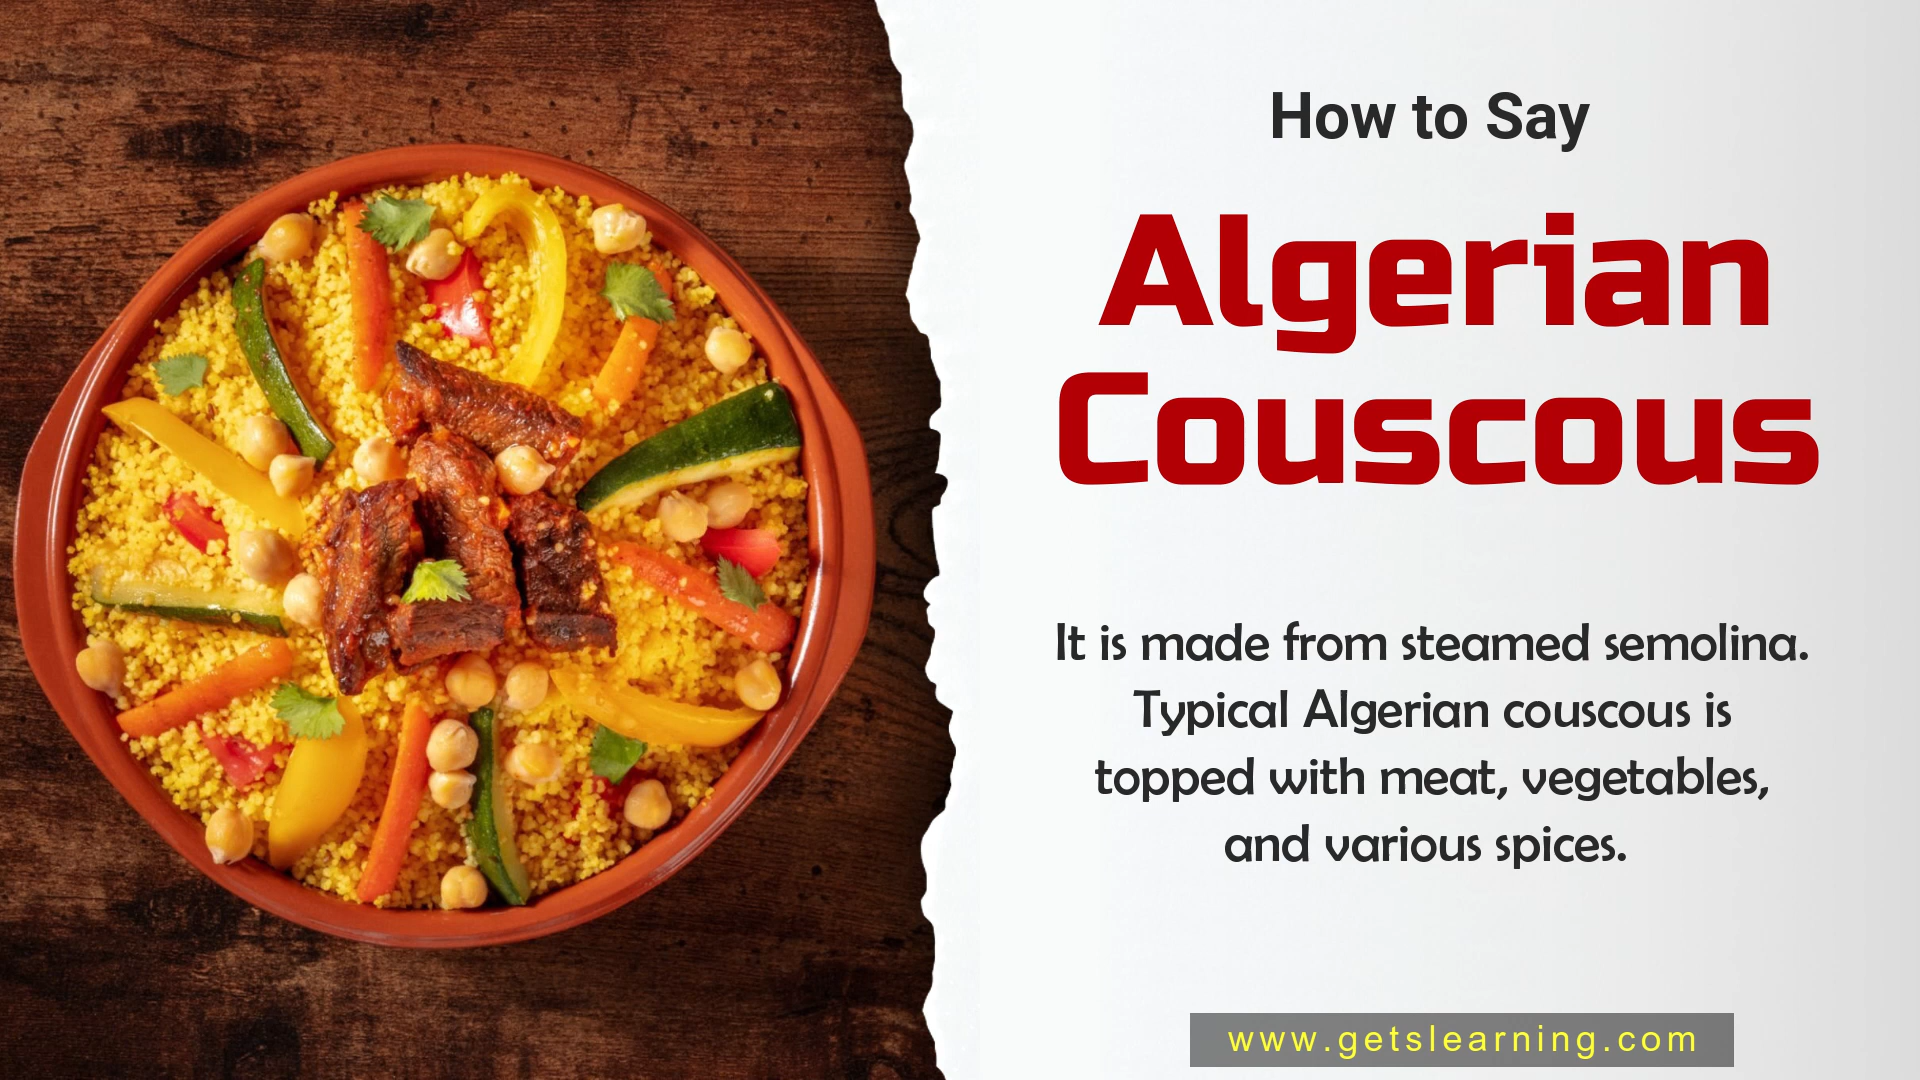 How to Say
Algerian
Couscous
It is made from steamed semolina.
Typical Algerian couscous is
topped with meat, vegetables,
and various spices.
www.getslearning.com